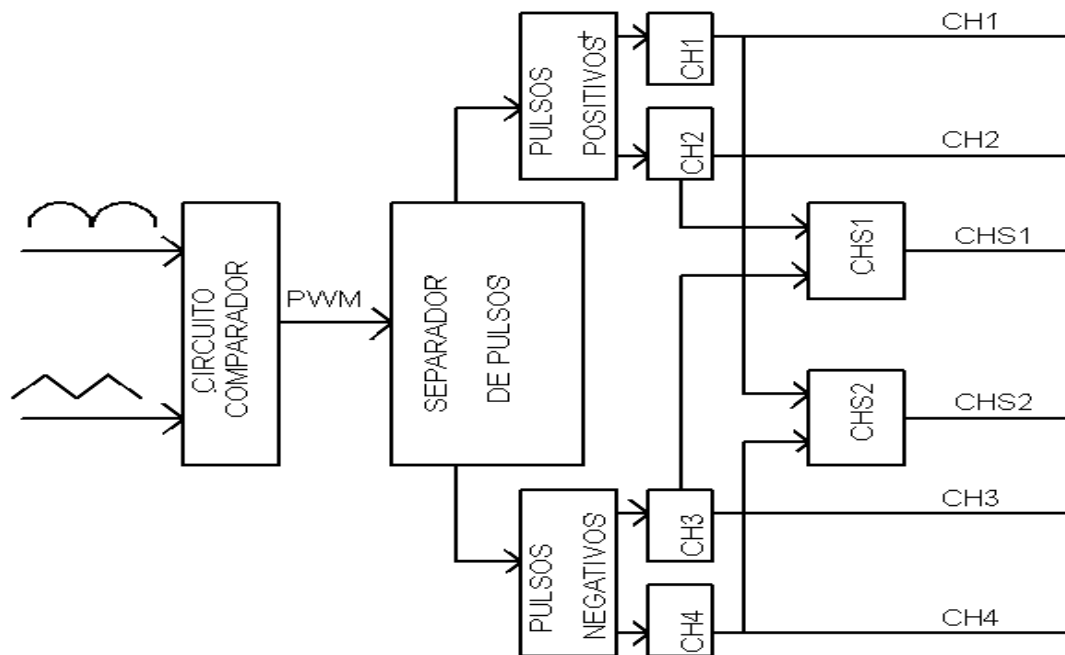 CIRCUITO
COMPARADOR
PWM
SEPARADOR
DE PULSOS
PULSOS
POSITIVOS+
PULSOS
NEGATIVOS
CH1
CH1
CH2
CH2
CHS1
CHS1
CHS2
CHS2
CH3
CH3
CH4
CH4